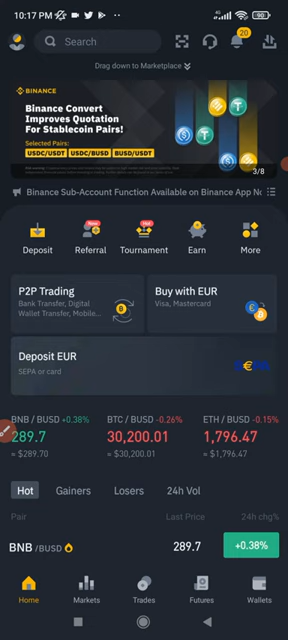 10:17 PM
90
20
Search
Drag down to Marketplace
BINANCE
Binance Convert
Improves Quotation
For Stablecoin Pairs!
Selected Pairs:
USDC/USDT USDC/BUSD BUSD/USDT
3/8
Binance Sub-Account Function Available on Binance App No
New
Hot
Deposit Referral Tournament Earn More
P2P Trading
Bank Transfer, Digital
Wallet Transfer, Mobile...
Buy with EUR
Visa, Mastercard
Deposit EUR
SEPA or card
BNB / BUSD +0.38% BTC / BUSD -0.26% ETH / BUSD -0.15%
289.7 30,200.01 1,796.47
≈ $289.70 ≈ $30,200.01 ≈ $1,796.47
Hot Gainers Losers 24h Vol
Pair Last Price 24h chg%
BNB /BUSD 289.7 +0.38%
Home Markets Trades Futures Wallets